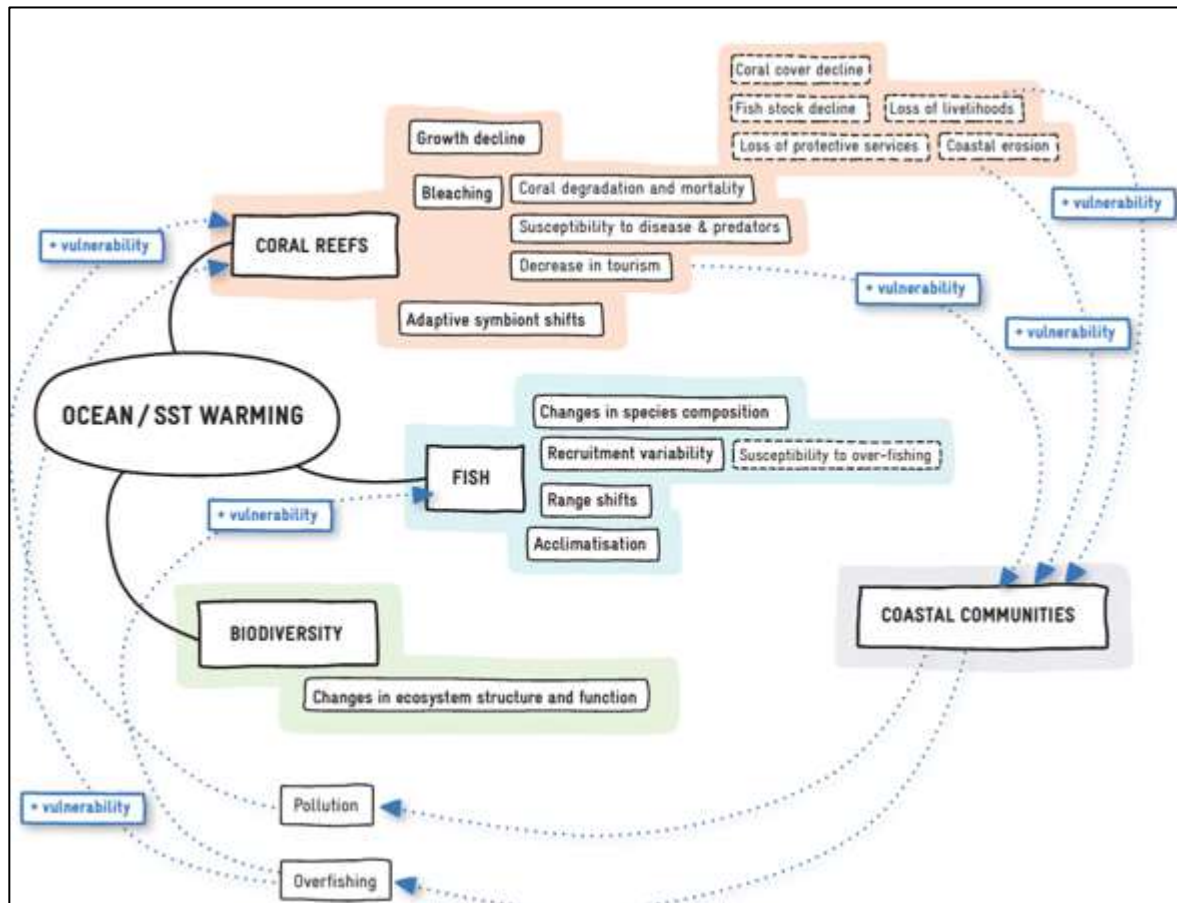 Coral cover decline
Fish stock decline
Loss of livelihoods
Loss of protective services
Coastal erosion
Growth decline
Bleaching
Coral degradation and mortality
Susceptibility to disease & predators
Decrease in tourism
Adaptive symbiont shifts
CORAL REEFS
+ vulnerability
+ vulnerability
+ vulnerability
+ vulnerability
OCEAN / SST WARMING
Changes in species composition
Recruitment variability
Susceptibility to over-fishing
FISH
Range shifts
Acclimatisation
+ vulnerability
BIODIVERSITY
Changes in ecosystem structure and function
COASTAL COMMUNITIES
Pollution
+ vulnerability
Overfishing